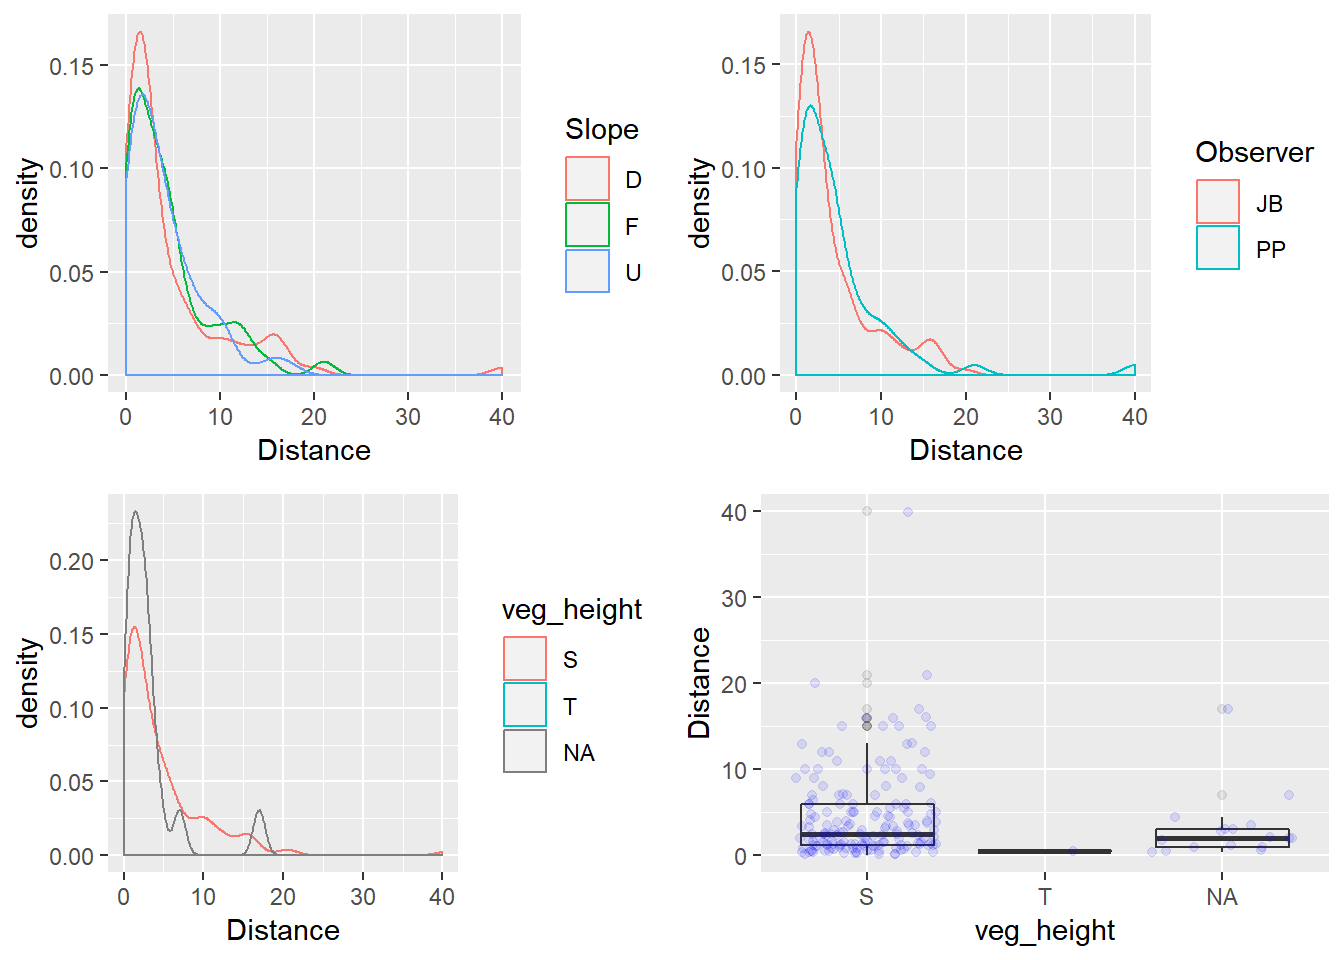 0.15
0.10
0.05
0.00
density
0 10 20 30 40
Distance
Slope
D
F
U
0.15
0.10
0.05
0.00
density
0 10 20 30 40
Distance
Observer
JB
PP
0.20
0.15
0.10
0.05
0.00
density
0 10 20 30 40
Distance
veg_height
S
T
NA
40
30
20
10
0
Distance
S T NA
veg_height